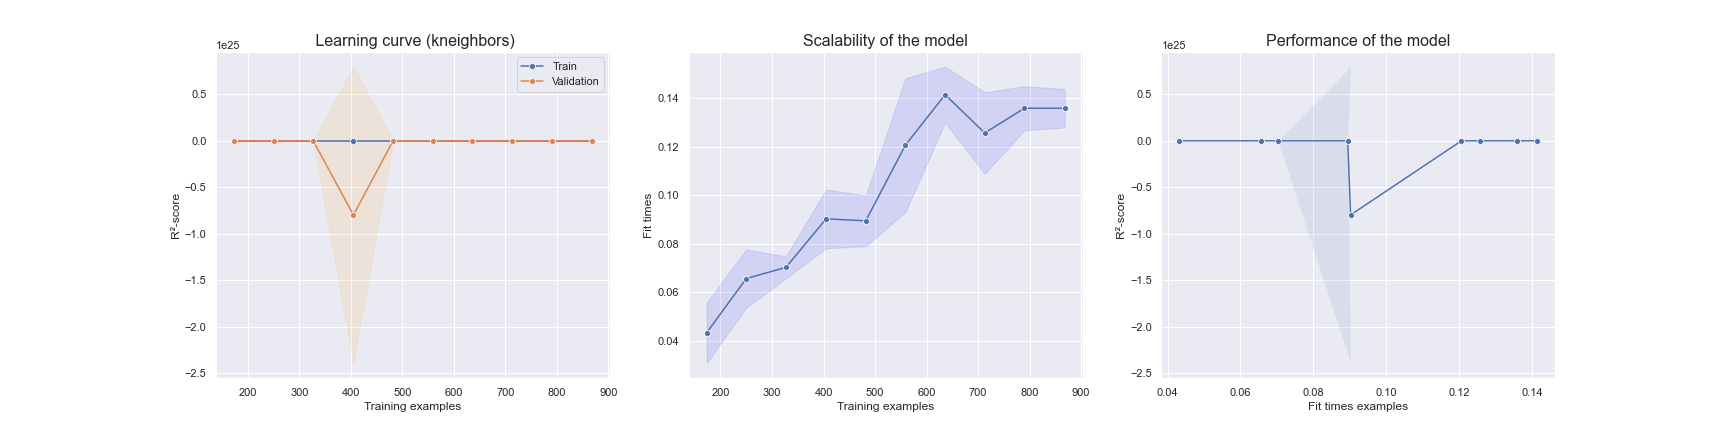 Learning curve (kneighbors)
1e25
Train
Validation
0.5
0.0
−0.5
−1.0
−1.5
−2.0
−2.5
R²-score
200 300 400 500 600 700 800 900
Training examples
Scalability of the model
0.14
0.12
0.10
0.08
0.06
0.04
Fit times
200 300 400 500 600 700 800 900
Training examples
Performance of the model
1e25
0.5
0.0
−0.5
−1.0
−1.5
−2.0
−2.5
R²-score
0.04 0.06 0.08 0.10 0.12 0.14
Fit times examples